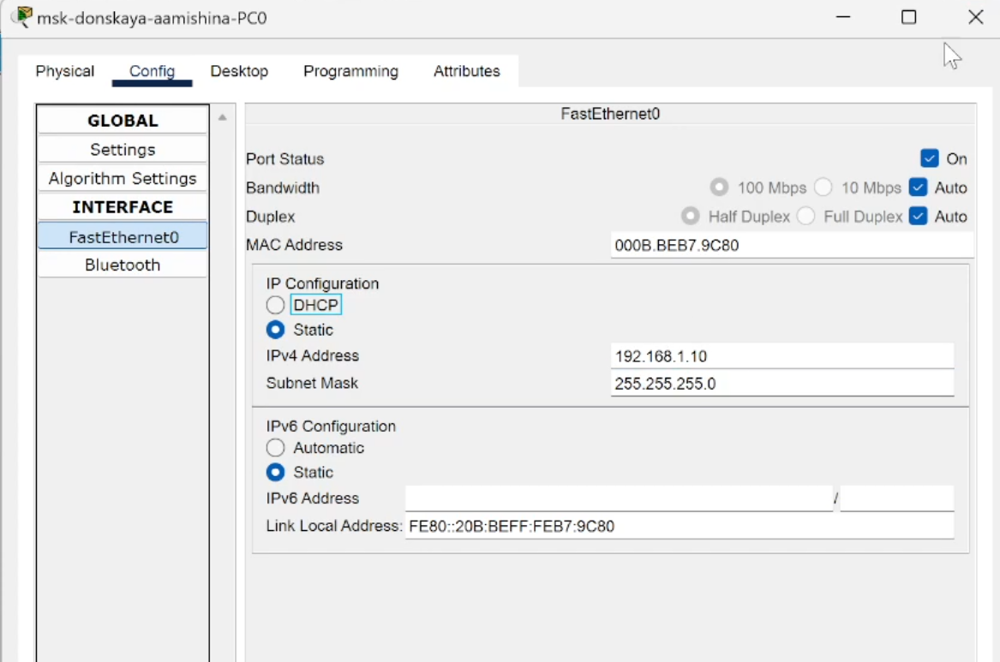 msk-donskaya-aamishina-PC0
Physical Config Desktop Programming Attributes
GLOBAL
Settings
Algorithm Settings
INTERFACE
FastEthernet0
Bluetooth
FastEthernet0
Port Status On
Bandwidth 100 Mbps 10 Mbps Auto
Duplex Half Duplex Full Duplex Auto
MAC Address 000B.BEB7.9C80
IP Configuration
DHCP
Static
IPv4 Address 192.168.1.10
Subnet Mask 255.255.255.0
IPv6 Configuration
Automatic
Static
IPv6 Address /
Link Local Address: FE80::20B:BEFF:FEB7:9C80